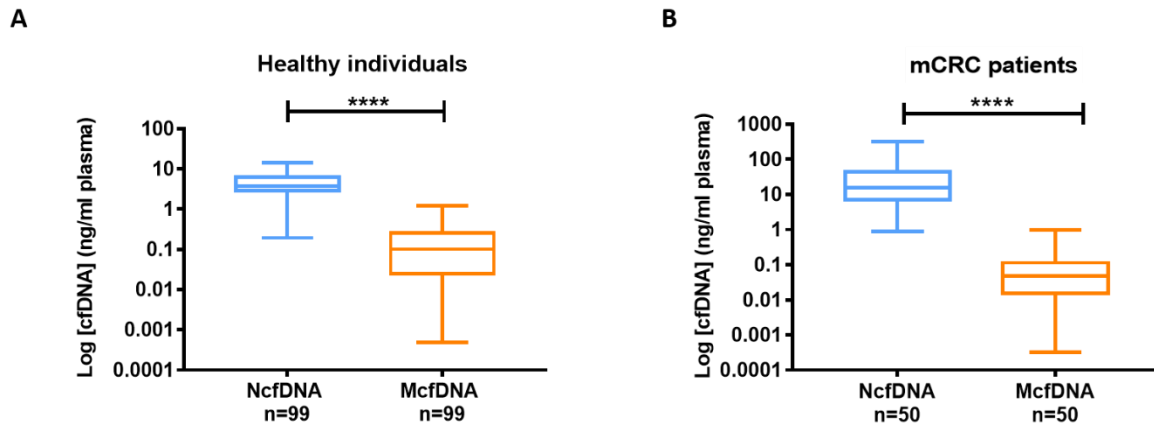 A
Healthy individuals
****
Log [cfDNA] (ng/ml plasma)
100
10
1
0.1
0.01
0.001
0.0001
NcfDNA
n=99
McfDNA
n=99
B
mCRC patients
****
Log [cfDNA] (ng/ml plasma)
1000
100
10
1
0.1
0.01
0.001
0.0001
NcfDNA
n=50
McfDNA
n=50